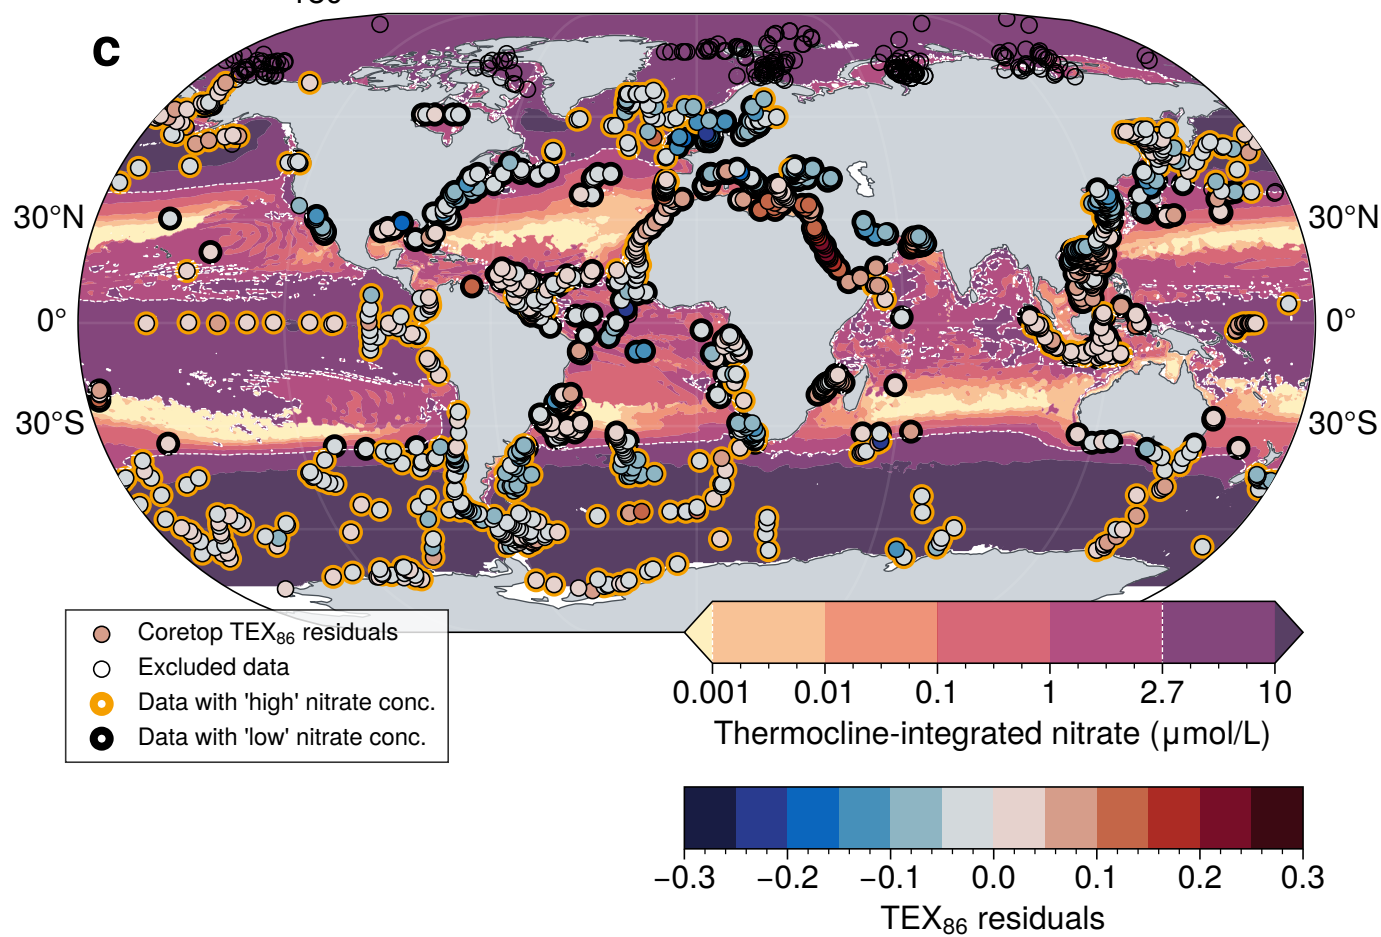 c
30°N
30°N
0°
0°
30°S
30°S
Coretop TEX₈₆ residuals
Excluded data
Data with 'high' nitrate conc.
Data with 'low' nitrate conc.
0.001 0.01 0.1 1 2.7 10
Thermocline-integrated nitrate (µmol/L)
−0.3 −0.2 −0.1 0.0 0.1 0.2 0.3
TEX₈₆ residuals